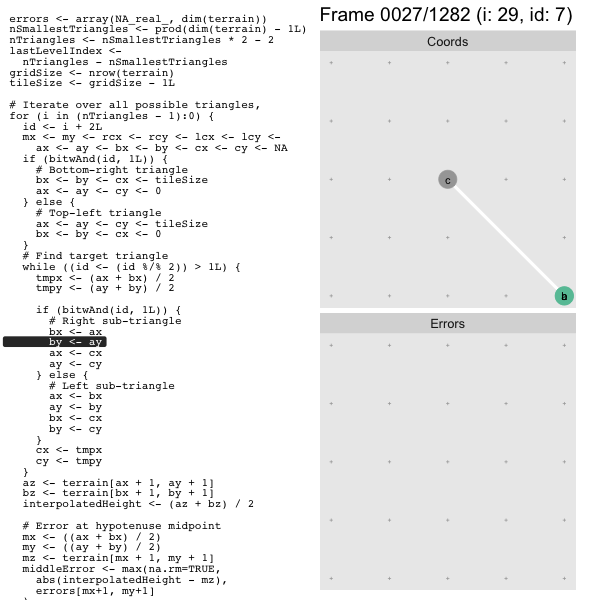 errors <- array(NA_real_, dim(terrain))
nSmallestTriangles <- prod(dim(terrain) - 1L)
nTriangles <- nSmallestTriangles * 2 - 2
lastLevelIndex <-
  nTriangles - nSmallestTriangles
gridSize <- nrow(terrain)
tileSize <- gridSize - 1L

# Iterate over all possible triangles,
for (i in (nTriangles - 1):0) {
  id <- i + 2L
  mx <- my <- rcx <- rcy <- lcx <- lcy <-
    ax <- ay <- bx <- by <- cx <- cy <- NA
  if (bitwAnd(id, 1L)) {
    # Bottom-right triangle
    bx <- by <- cx <- tileSize
    ax <- ay <- cy <- 0
  } else {
    # Top-left triangle
    ax <- ay <- cy <- tileSize
    bx <- by <- cx <- 0
  }
  # Find target triangle
  while ((id <- (id %/% 2)) > 1L) {
    tmpx <- (ax + bx) / 2
    tmpy <- (ay + by) / 2

    if (bitwAnd(id, 1L)) {
      # Right sub-triangle
      bx <- ax
      by <- ay
      ax <- cx
      ay <- cy
    } else {
      # Left sub-triangle
      ax <- bx
      ay <- by
      bx <- cx
      by <- cy
    }
    cx <- tmpx
    cy <- tmpy
  }
  az <- terrain[ax + 1, ay + 1]
  bz <- terrain[bx + 1, by + 1]
  interpolatedHeight <- (az + bz) / 2

  # Error at hypotenuse midpoint
  mx <- ((ax + bx) / 2)
  my <- ((ay + by) / 2)
  mz <- terrain[mx + 1, my + 1]
  middleError <- max(na.rm=TRUE,
    abs(interpolatedHeight - mz),
    errors[mx+1, my+1]
Frame 0027/1282 (i: 29, id: 7)
Coords
c
b
Errors